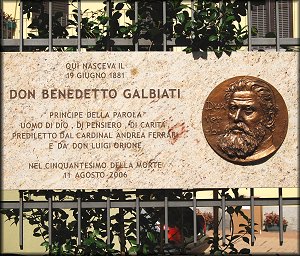 QUI NASCEVA IL
19 GIUGNO 1881
DON BENEDETTO GALBIATI
"PRINCIPE DELLA PAROLA"
UOMO DI DIO, DI PENSIERO, DI CARITÀ
PREDILETTO DAL CARDINAL ANDREA FERRARI
E DA DON LUIGI ORIONE
NEL CINQUANTESIMO DELLA MORTE
11 AGOSTO 2006